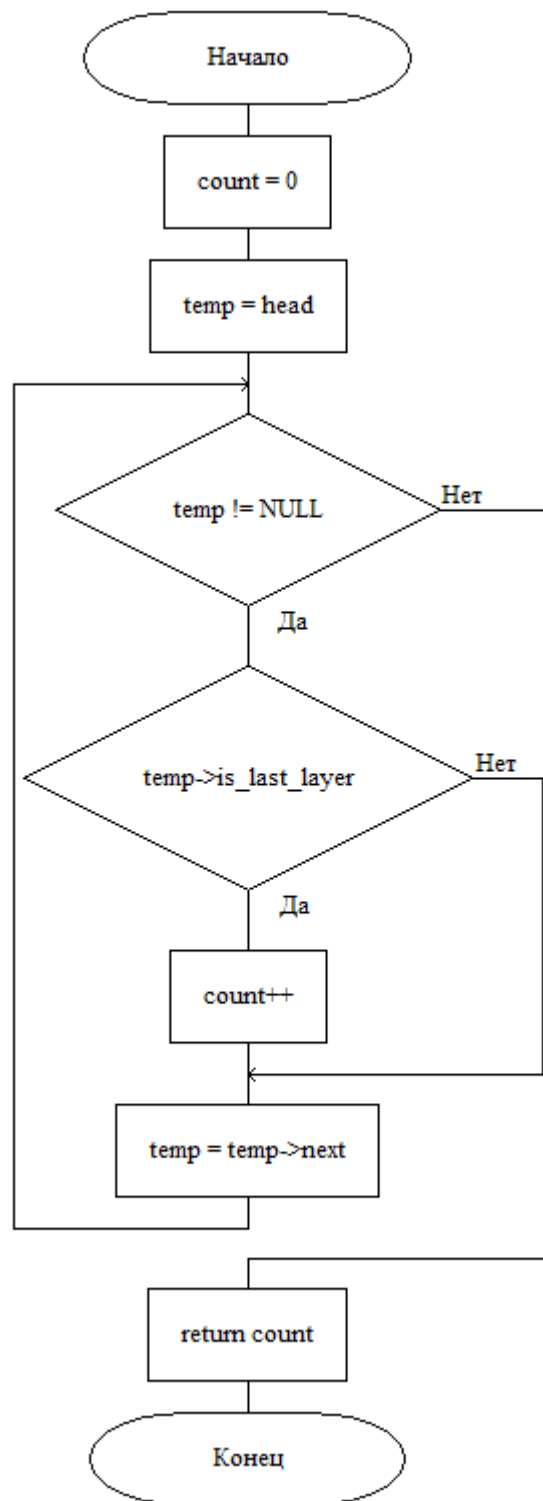 Начало
count = 0
temp = head
temp != NULL
Нет
Да
temp->is_last_layer
Нет
Да
count++
temp = temp->next
return count
Конец